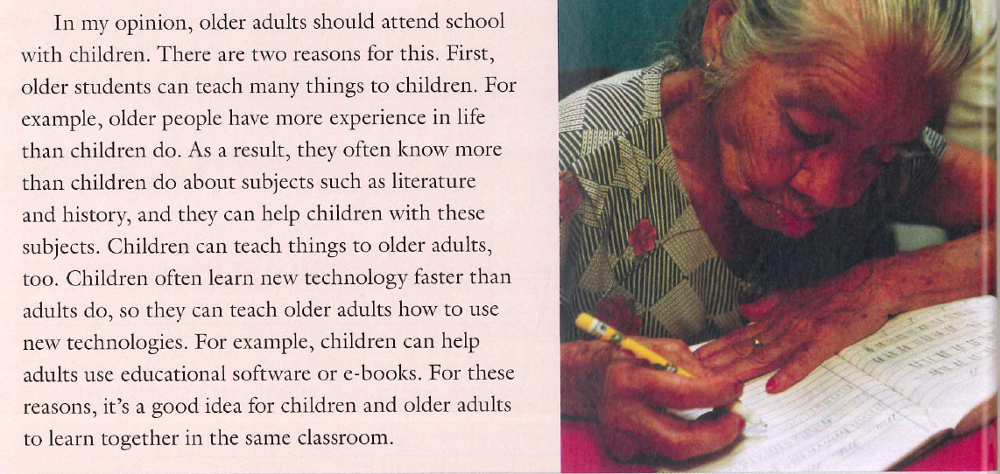 In my opinion, older adults should attend school
with children. There are two reasons for this. First,
older students can teach many things to children. For
example, older people have more experience in life
than children do. As a result, they often know more
than children do about subjects such as literature
and history, and they can help children with these
subjects. Children can teach things to older adults,
too. Children often learn new technology faster than
adults do, so they can teach older adults how to use
new technologies. For example, children can help
adults use educational software or e-books. For these
reasons, it's a good idea for children and older adults
to learn together in the same classroom.